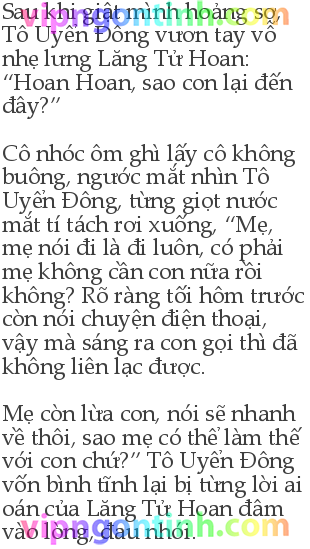 Sau khi giật mình hoảng sợ,
Tô Uyển Đông vươn tay vỗ
nhẹ lưng Lăng Tử Hoan:
“Hoan Hoan, sao con lại đến
đây?”
Cô nhóc ôm ghì lấy cô không
buông, ngước mắt nhìn Tô
Uyển Đông, từng giọt nước
mắt tí tách rơi xuống, “Mẹ,
mẹ nói đi là đi luôn, có phải
mẹ không cần con nữa rồi
không? Rõ ràng tối hôm trước
còn nói chuyện điện thoại,
vậy mà sáng ra con gọi thì đã
không liên lạc được.
Mẹ còn lừa con, nói sẽ nhanh
về thôi, sao mẹ có thể làm thế
với con chứ?” Tô Uyển Đông
vốn bình tĩnh lại bị từng lời ai
oán của Lăng Tử Hoan đâm
vào lòng, đau nhói.
vipngontinh.com
vipngontinh.com